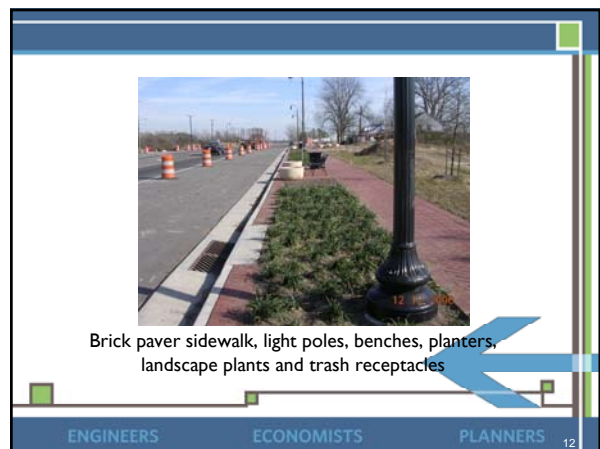 Brick paver sidewalk, light poles, benches, planters,
landscape plants and trash receptacles
ENGINEERS ECONOMISTS PLANNERS 12